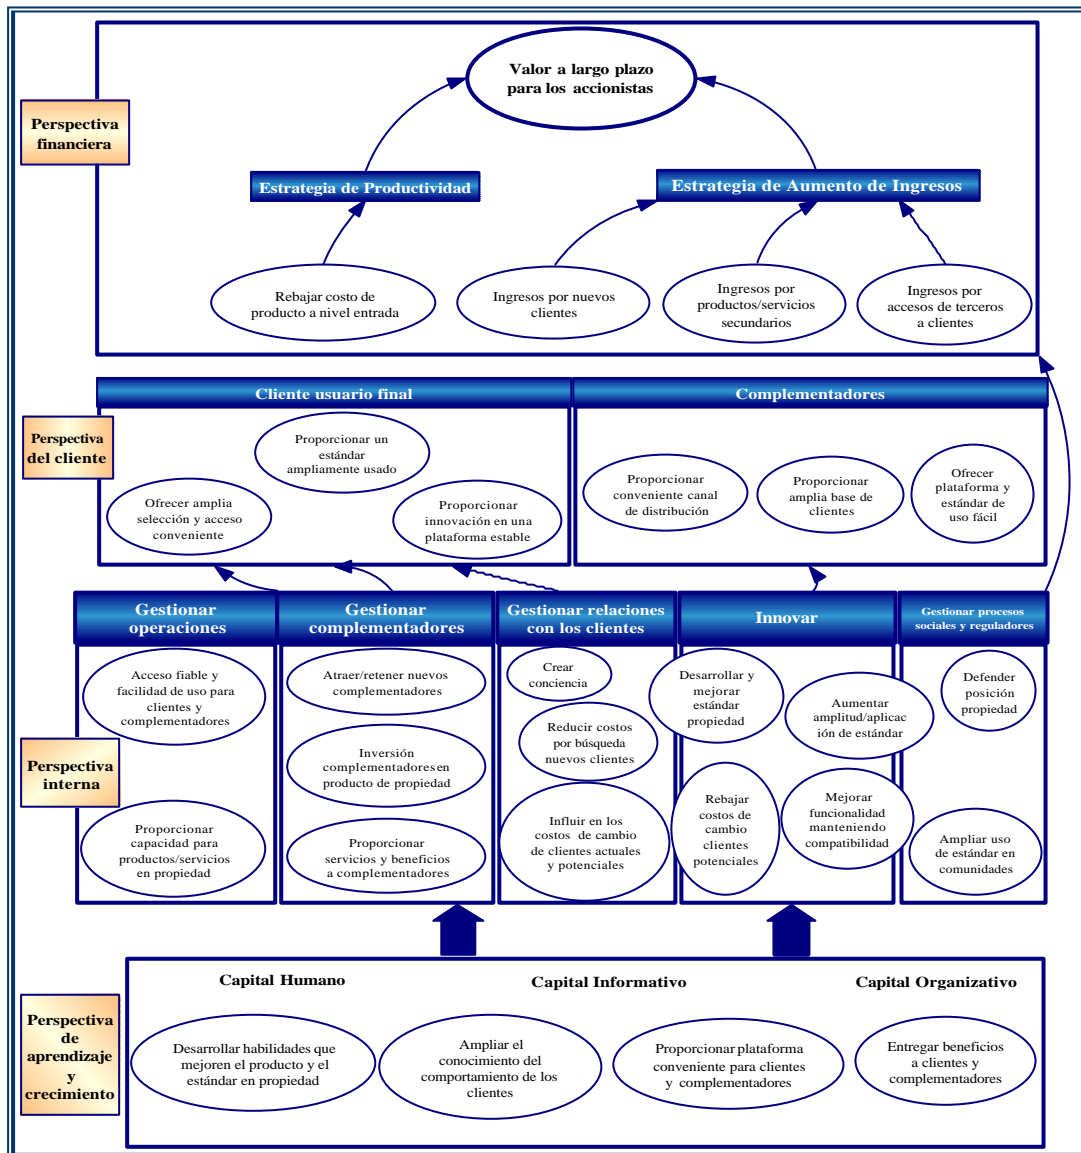 Valor a largo plazo
para los accionistas
Perspectiva
financiera
Estrategia de Productividad
Estrategia de Aumento de Ingresos
Rebajar costo de
producto a nivel entrada
Ingresos por nuevos
clientes
Ingresos por
productos/servicios
secundarios
Ingresos por
accesos de terceros
a clientes
Cliente usuario final
Complementadores
Perspectiva
del cliente
Ofrecer amplia
selección y acceso
conveniente
Proporcionar un
estándar
ampliamente usado
Proporcionar
innovación en una
plataforma estable
Proporcionar
conveniente canal
de distribución
Proporcionar
amplia base de
clientes
Ofrecer
plataforma y
estándar de
uso fácil
Gestionar
operaciones
Gestionar
complementadores
Gestionar relaciones
con los clientes
Innovar
Gestionar procesos
sociales y reguladores
Perspectiva
interna
Acceso fiable y
facilidad de uso para
clientes y
complementadores
Proporcionar
capacidad para
productos/servicios
en propiedad
Atraer/retener nuevos
complementadores
Inversión
complementadores en
producto de propiedad
Proporcionar
servicios y beneficios
a complementadores
Crear
conciencia
Reducir costos
por búsqueda
nuevos clientes
Influir en los
costos de cambio
de clientes actuales
y potenciales
Desarrollar y
mejorar
estándar
propiedad
Aumentar
amplitud/aplicac
ión de estándar
Rebajar
costos de
cambio
clientes
potenciales
Mejorar
funcionalidad
manteniendo
compatibilidad
Defender
posición
propiedad
Ampliar uso
de estándar en
comunidades
Perspectiva
de
aprendizaje
y
crecimiento
Capital Humano
Capital Informativo
Capital Organizativo
Desarrollar habilidades que
mejoren el producto y el
estándar en propiedad
Ampliar el
conocimiento del
comportamiento de los
clientes
Proporcionar plataforma
conveniente para clientes
y complementadores
Entregar beneficios
a clientes y
complementadores